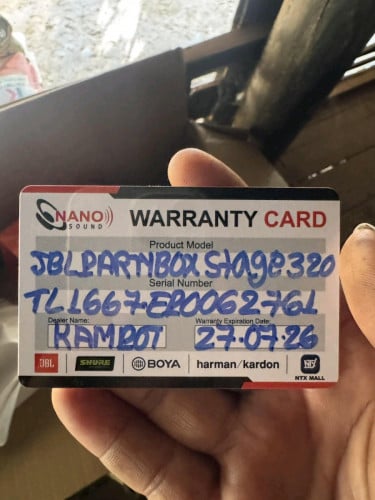 NANO
SOUND
WARRANTY CARD
Product Model
JBLPARTYBOX Stage320
Serial Number
TL1667-ER0062761
Dealer Name:
Warranty Expiration Date:
KAMPOT
27.07.26
JBL
SHURE
BOYA
harman/kardon
NTX MALL